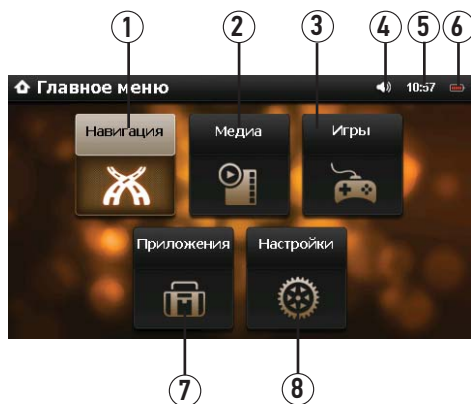 1 2 3 4 5 6
Главное меню 10:57
Навигация Медиа Игры
Приложения Настройки
7 8